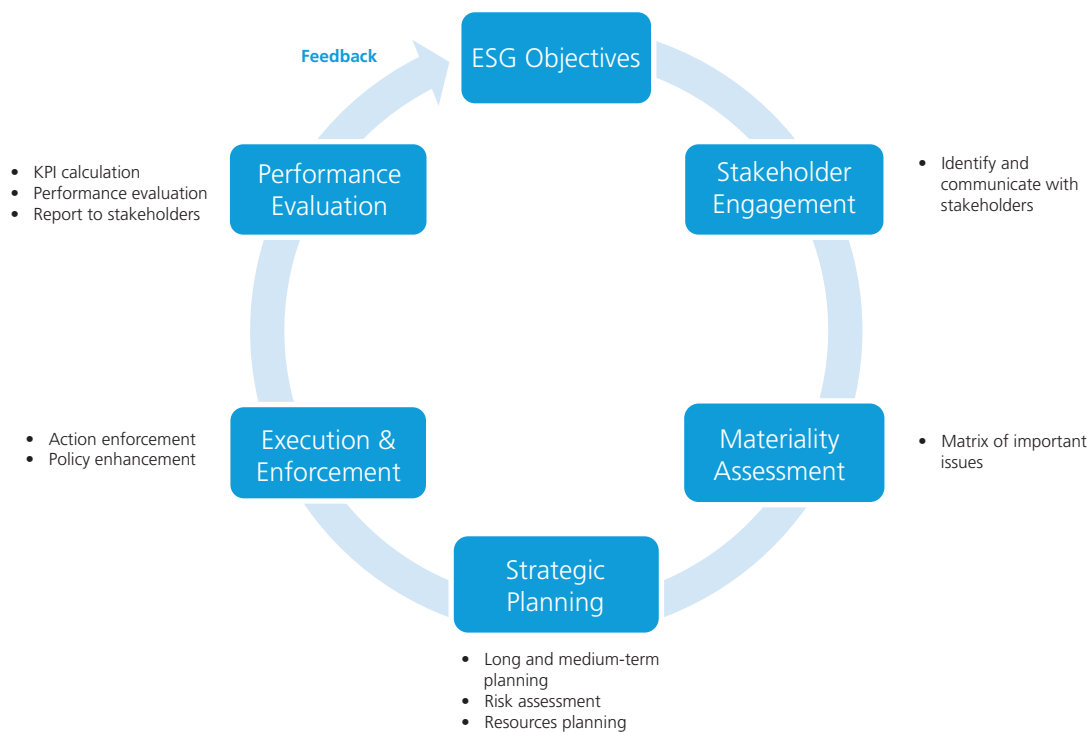 Feedback
ESG Objectives
Stakeholder
Engagement
• Identify and
communicate with
stakeholders
Materiality
Assessment
• Matrix of important
issues
Strategic
Planning
• Long and medium-term
planning
• Risk assessment
• Resources planning
Execution &
Enforcement
• Action enforcement
• Policy enhancement
Performance
Evaluation
• KPI calculation
• Performance evaluation
• Report to stakeholders